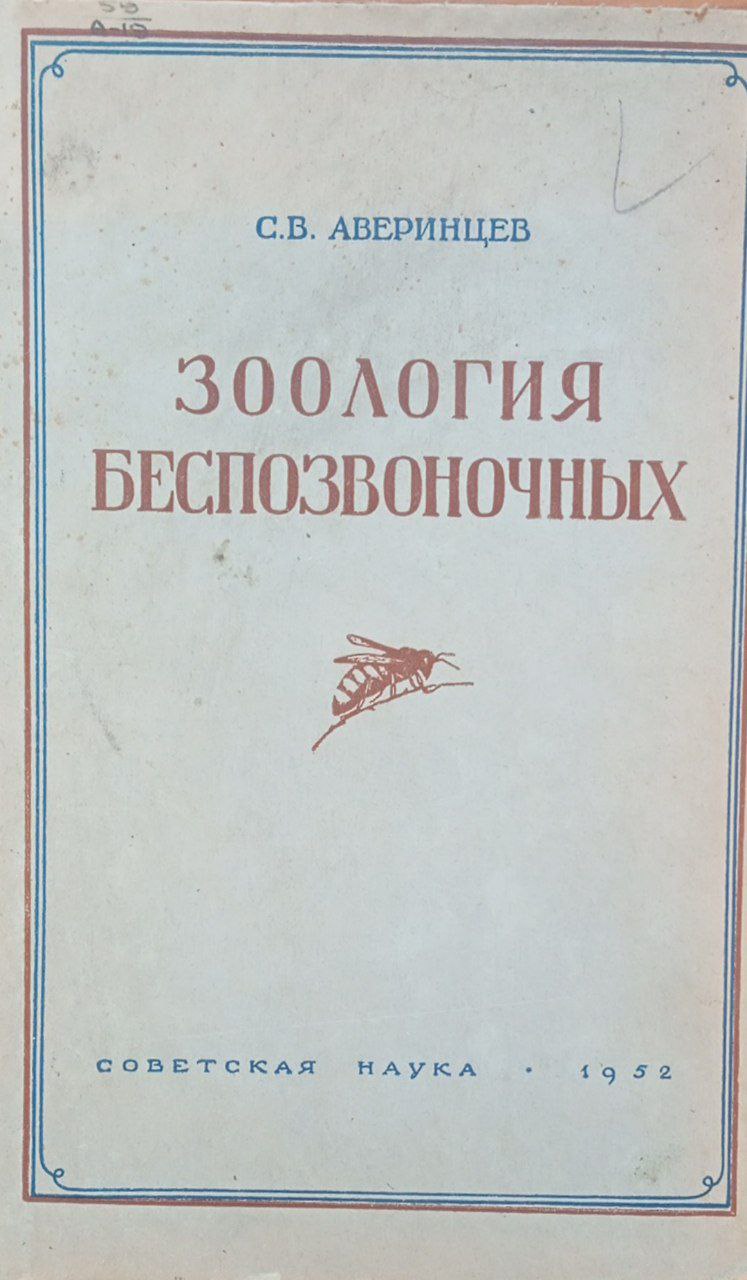 С.В. АВЕРИНЦЕВ
ЗООЛОГИЯ
БЕСПОЗВОНОЧНЫХ
СОВЕТСКАЯ НАУКА · 1952